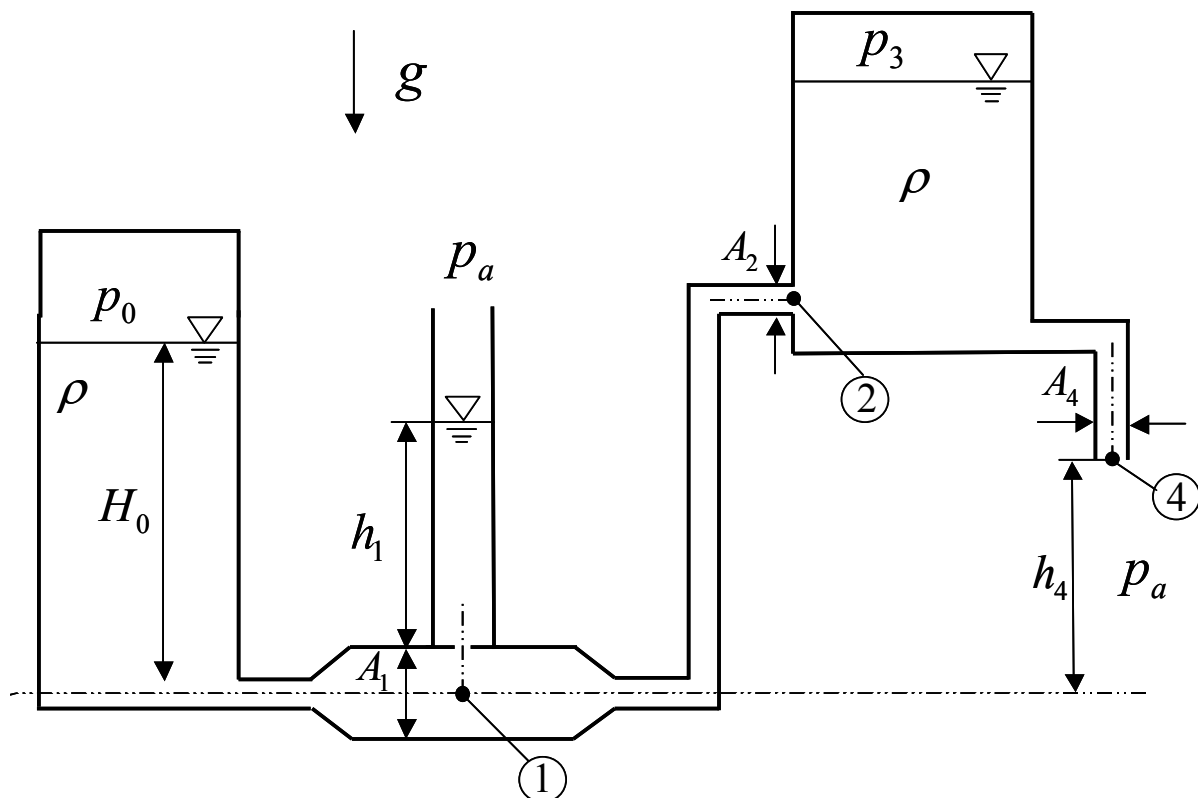 p₃
g
ρ
A₂
pₐ
p₀
ρ
②
A₄
H₀
h₁
④
h₄
pₐ
A₁
①